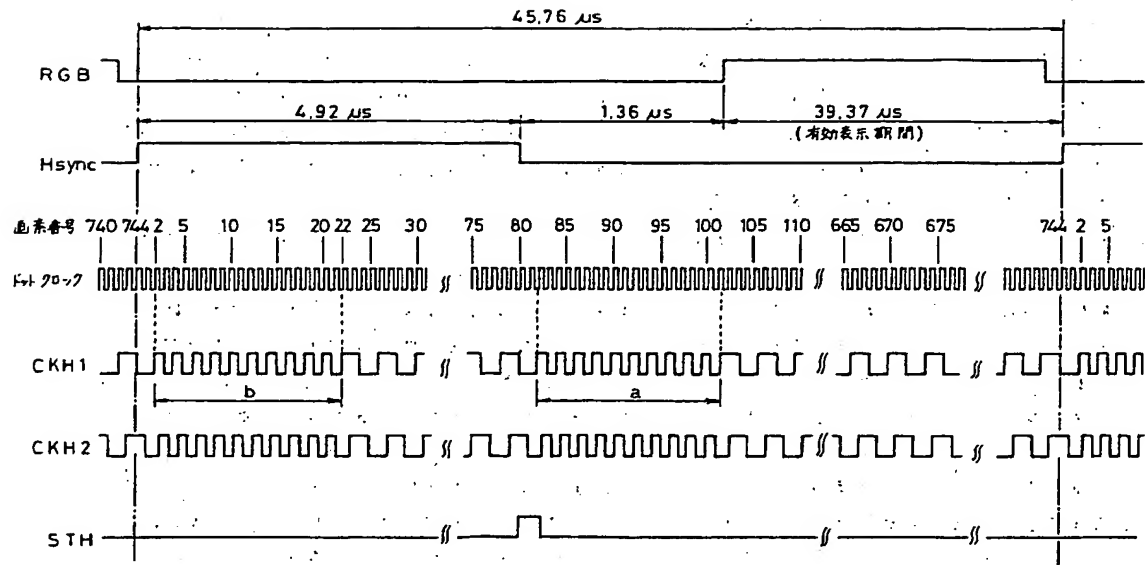 45.76 μs
RGB
4.92 μs
1.36 μs
39.37 μs
(有効表示期間)
Hsync
画素番号 740 744 2 5 10 15 20 22 25 30 75 80 85 90 95 100 105 110 665 670 675 744 2 5
ドットクロック
CKH1
b
a
CKH2
STH